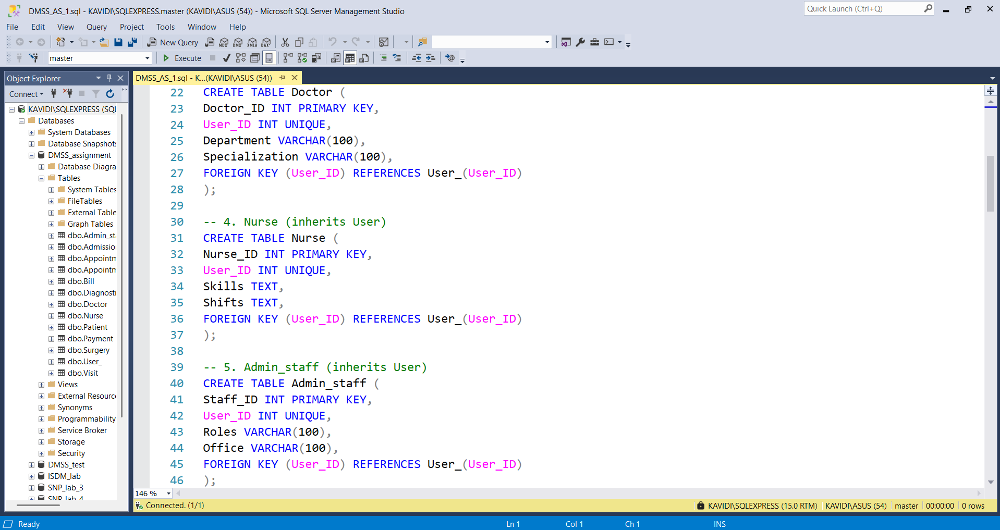 DMSS_AS_1.sql - KAVIDI\SQLEXPRESS.master (KAVIDI\ASUS (54)) - Microsoft SQL Server Management Studio
Quick Launch (Ctrl+Q)
File Edit View Query Project Tools Window Help
New Query MDX DMX XMLA DAX
master Execute
Object Explorer
Connect
KAVIDI\SQLEXPRESS (SQL
Databases
System Databases
Database Snapshots
DMSS_assignment
Database Diagra
Tables
System Tables
FileTables
External Table
Graph Tables
dbo.Admin_sta
dbo.Admission
dbo.Appointm
dbo.Appointm
dbo.Bill
dbo.Diagnosti
dbo.Doctor
dbo.Nurse
dbo.Patient
dbo.Payment
dbo.Surgery
dbo.User_
dbo.Visit
Views
External Resource
Synonyms
Programmability
Service Broker
Storage
Security
DMSS_test
ISDM_lab
SNP_lab_3
SNP_lab_4
DMSS_AS_1.sql - K...(KAVIDI\ASUS (54))
22 CREATE TABLE Doctor (
23 Doctor_ID INT PRIMARY KEY,
24 User_ID INT UNIQUE,
25 Department VARCHAR(100),
26 Specialization VARCHAR(100),
27 FOREIGN KEY (User_ID) REFERENCES User_(User_ID)
28 );
29
30 -- 4. Nurse (inherits User)
31 CREATE TABLE Nurse (
32 Nurse_ID INT PRIMARY KEY,
33 User_ID INT UNIQUE,
34 Skills TEXT,
35 Shifts TEXT,
36 FOREIGN KEY (User_ID) REFERENCES User_(User_ID)
37 );
38
39 -- 5. Admin_staff (inherits User)
40 CREATE TABLE Admin_staff (
41 Staff_ID INT PRIMARY KEY,
42 User_ID INT UNIQUE,
43 Roles VARCHAR(100),
44 Office VARCHAR(100),
45 FOREIGN KEY (User_ID) REFERENCES User_(User_ID)
46 );
146 %
Connected. (1/1) KAVIDI\SQLEXPRESS (15.0 RTM) KAVIDI\ASUS (54) master 00:00:00 0 rows
Ready Ln 1 Col 1 Ch 1 INS